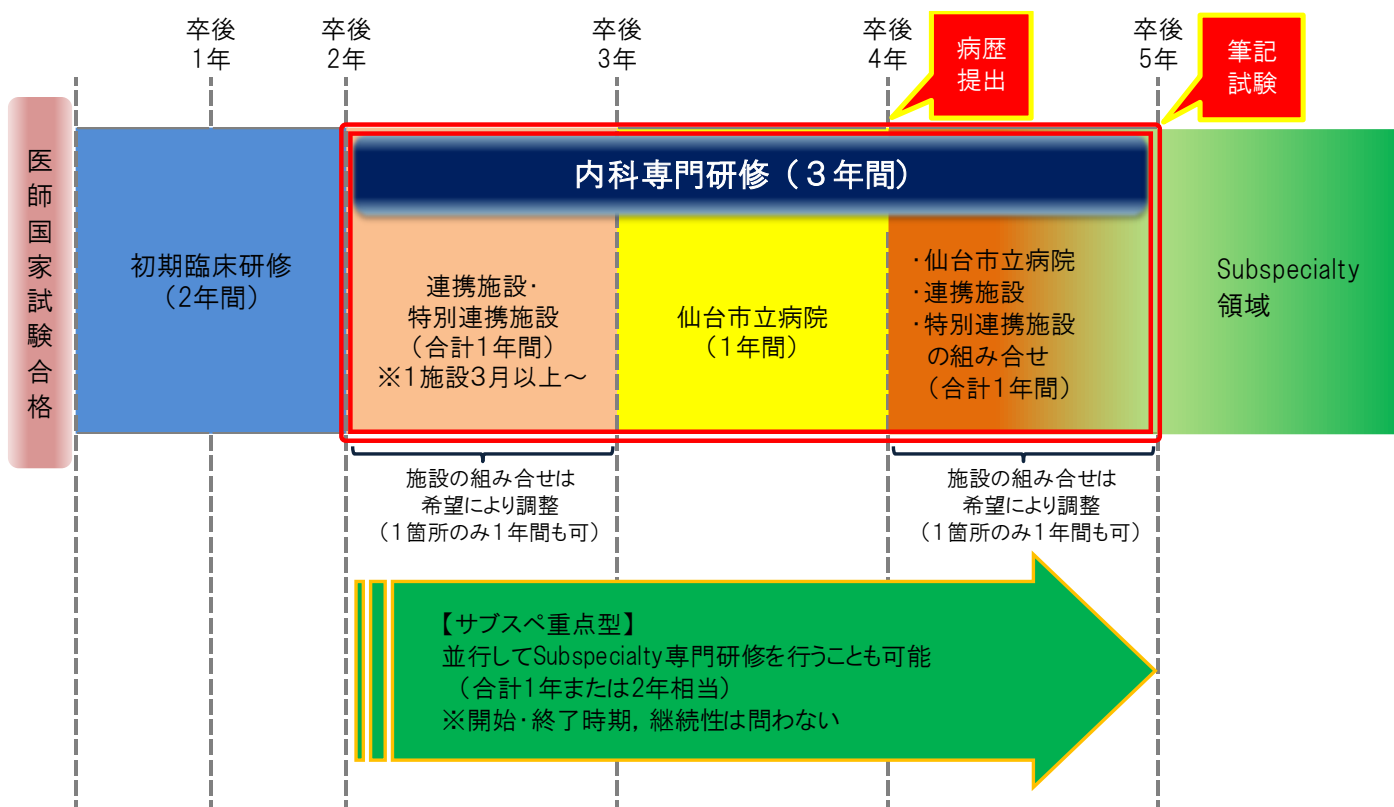 卒後
1年
卒後
2年
卒後
3年
卒後
4年
病歴
提出
卒後
5年
筆記
試験
医師国家試験合格
内科専門研修（３年間）
初期臨床研修
（2年間）
連携施設・
特別連携施設
（合計１年間）
※１施設３月以上～
仙台市立病院
（１年間）
・仙台市立病院
・連携施設
・特別連携施設
の組み合せ
（合計１年間）
Subspecialty
領域
施設の組み合せは
希望により調整
（１箇所のみ１年間も可）
施設の組み合せは
希望により調整
（１箇所のみ１年間も可）
【サブスペ重点型】
並行してSubspecialty専門研修を行うことも可能
（合計１年または２年相当）
※開始・終了時期，継続性は問わない